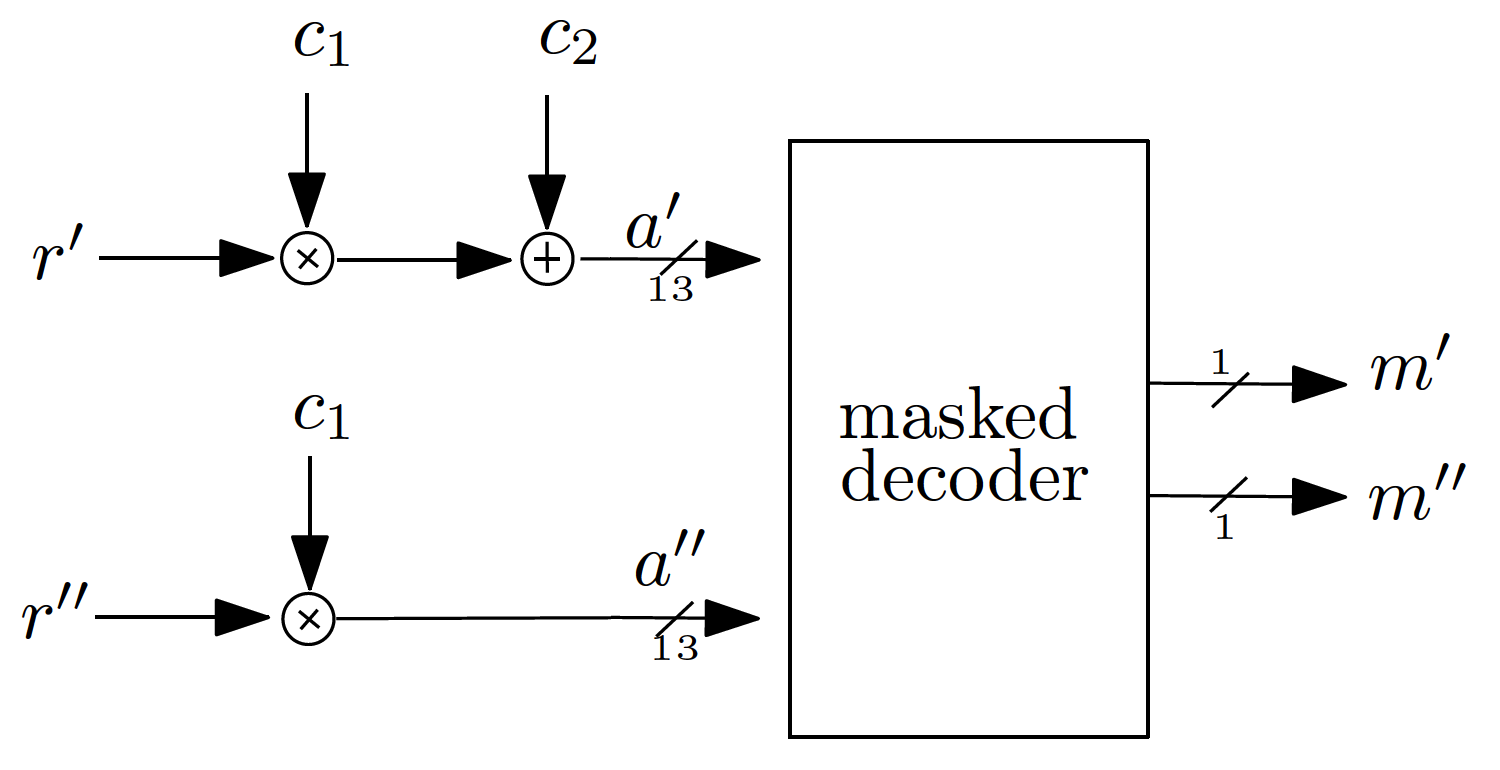 c₁ c₂
r′ × + a′
13
1 m′
masked
decoder
c₁
m″
1
a″
r″ ×
13